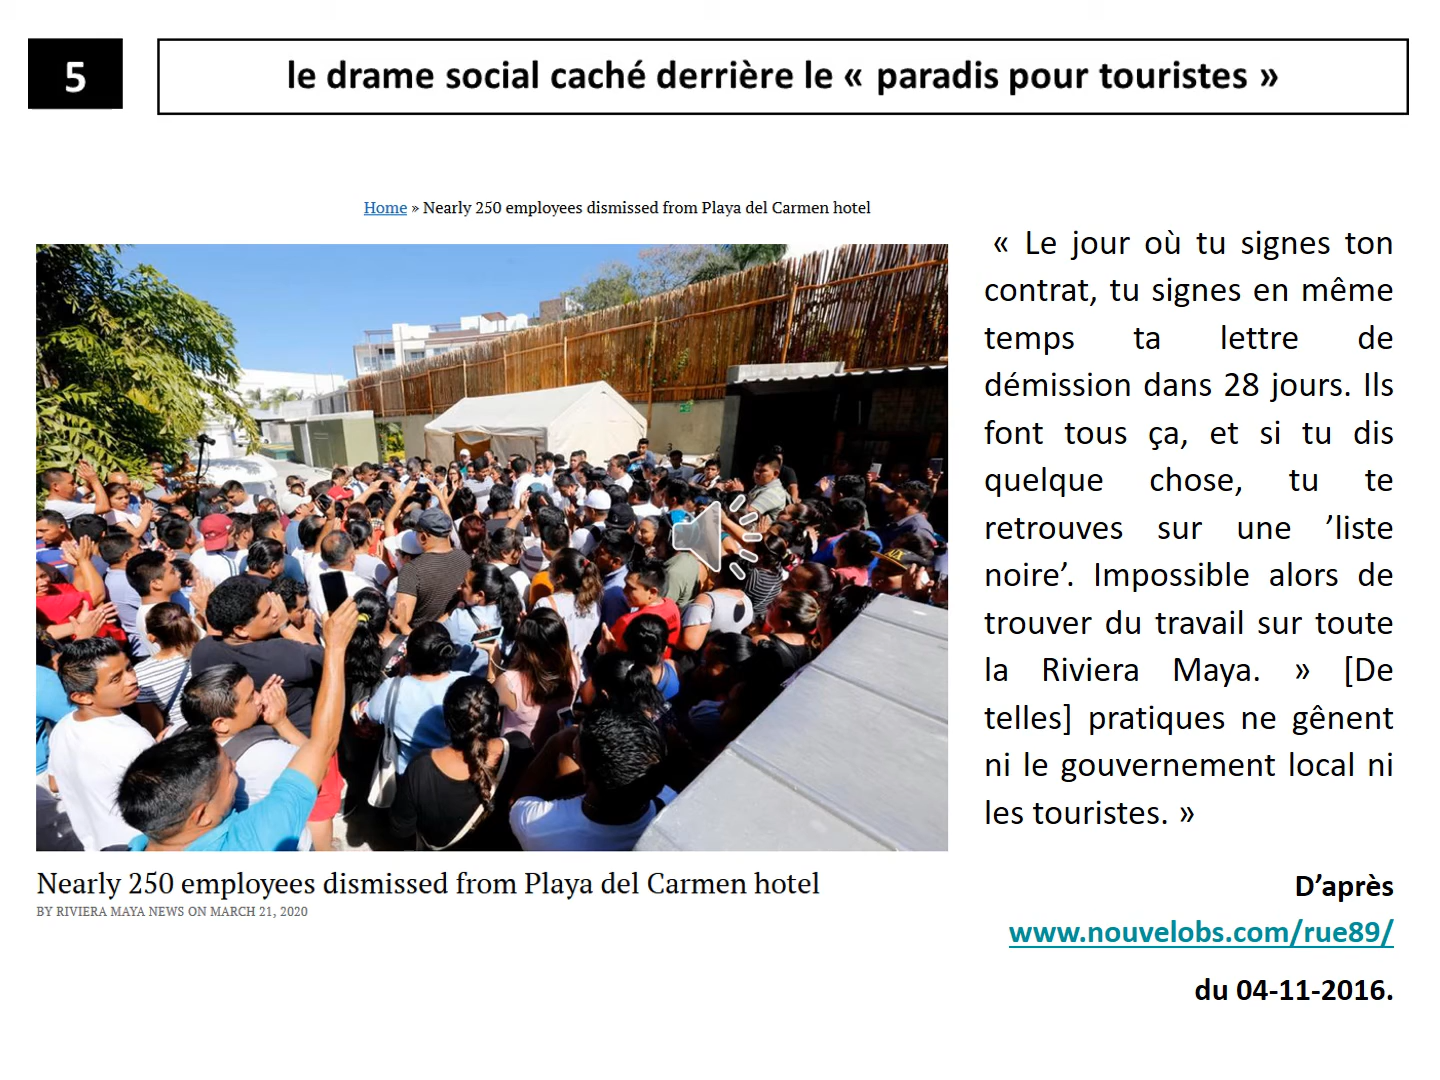 5
le drame social caché derrière le « paradis pour touristes »
Home » Nearly 250 employees dismissed from Playa del Carmen hotel
« Le jour où tu signes ton
contrat, tu signes en même
temps ta lettre de
démission dans 28 jours. Ils
font tous ça, et si tu dis
quelque chose, tu te
retrouves sur une ’liste
noire’. Impossible alors de
trouver du travail sur toute
la Riviera Maya. » [De
telles] pratiques ne gênent
ni le gouvernement local ni
les touristes. »
D’après
www.nouvelobs.com/rue89/
du 04-11-2016.
Nearly 250 employees dismissed from Playa del Carmen hotel
BY RIVIERA MAYA NEWS ON MARCH 21, 2020